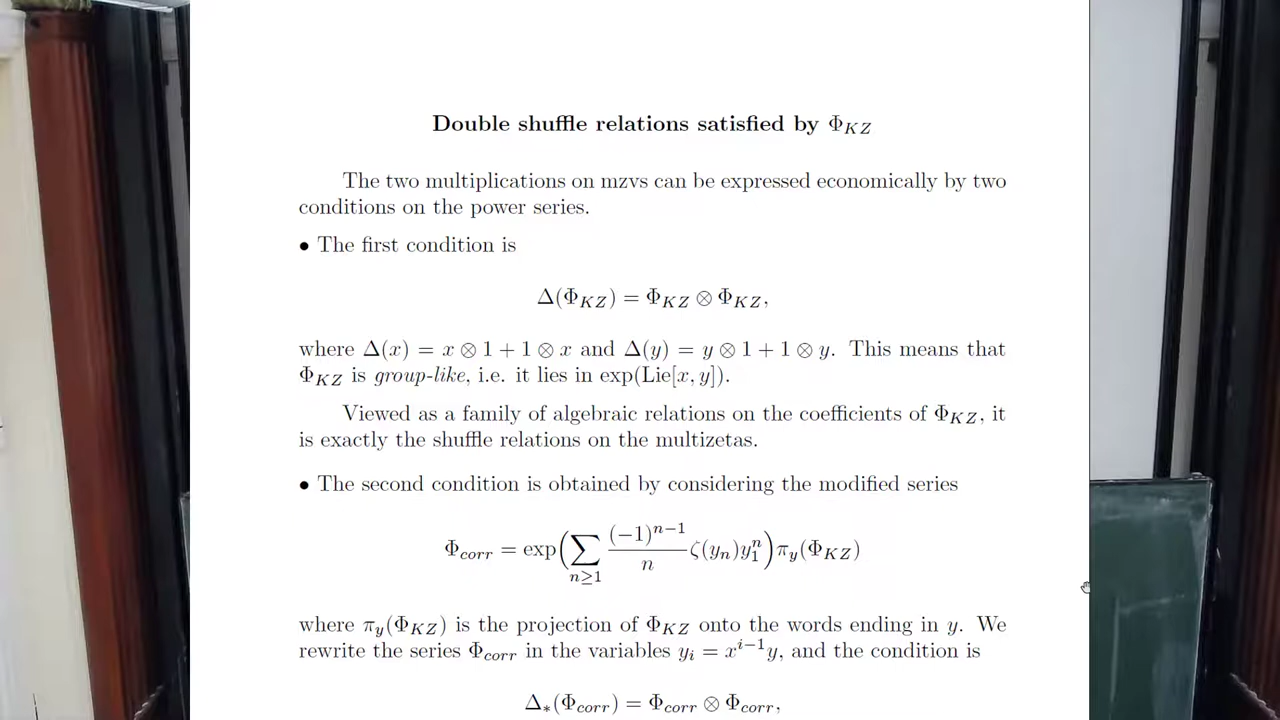 Double shuffle relations satisfied by Φ_{KZ}
The two multiplications on mzvs can be expressed economically by two
conditions on the power series.
• The first condition is
Δ(Φ_{KZ}) = Φ_{KZ} ⊗ Φ_{KZ},
where Δ(x) = x ⊗ 1 + 1 ⊗ x and Δ(y) = y ⊗ 1 + 1 ⊗ y. This means that
Φ_{KZ} is group-like, i.e. it lies in exp(Lie[x, y]).
Viewed as a family of algebraic relations on the coefficients of Φ_{KZ}, it
is exactly the shuffle relations on the multizetas.
• The second condition is obtained by considering the modified series
Φ_{corr} = exp(∑_{n≥1} \frac{(-1)^{n-1}}{n} ζ(y_n)y_1^n)π_y(Φ_{KZ})
where π_y(Φ_{KZ}) is the projection of Φ_{KZ} onto the words ending in y. We
rewrite the series Φ_{corr} in the variables y_i = x^{i-1}y, and the condition is
Δ_*(Φ_{corr}) = Φ_{corr} ⊗ Φ_{corr},